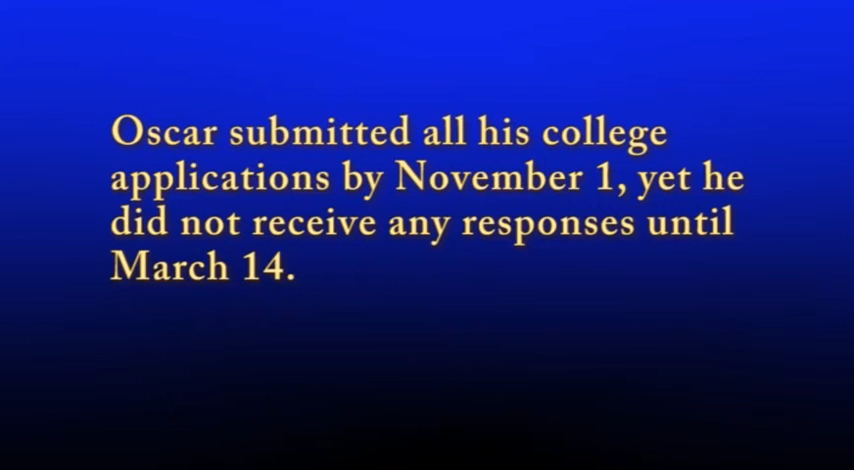 Oscar submitted all his college
applications by November 1, yet he
did not receive any responses until
March 14.